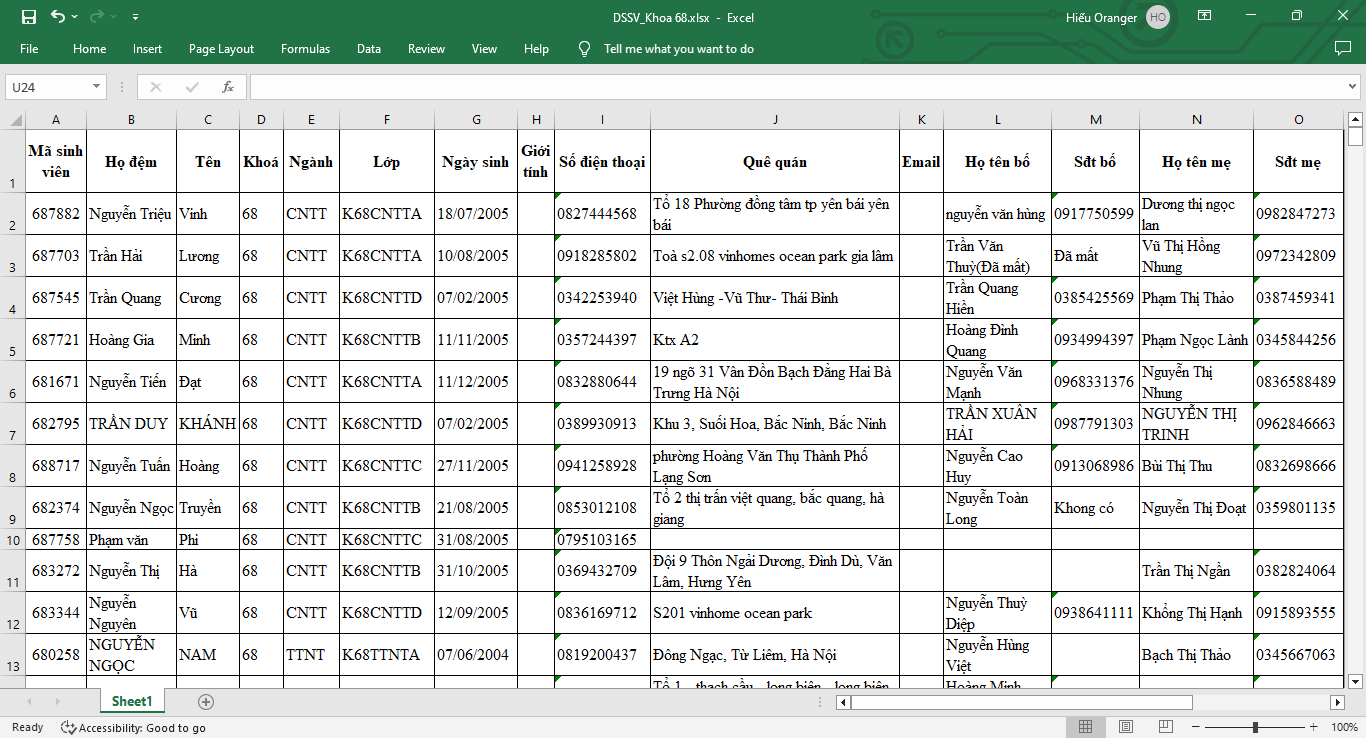 DSSV_Khoa 68.xlsx - Excel
Hiếu Oranger HO
File Home Insert Page Layout Formulas Data Review View Help Tell me what you want to do
U24 fx
A B C D E F G H I J K L M N O
1 Mã sinh viên Họ đệm Tên Khoá Ngành Lớp Ngày sinh Giới tính Số điện thoại Quê quán Email Họ tên bố Sđt bố Họ tên mẹ Sđt mẹ
2 687882 Nguyễn Triệu Vinh 68 CNTT K68CNTTA 18/07/2005 0827444568 Tổ 18 Phường đồng tâm tp yên bái yên bái nguyễn văn hùng 0917750599 Dương thị ngọc lan 0982847273
3 687703 Trần Hải Lương 68 CNTT K68CNTTA 10/08/2005 0918285802 Toà s2.08 vinhomes ocean park gia lâm Trần Văn Thuỳ(Đã mất) Đã mất Vũ Thị Hồng Nhung 0972342809
4 687545 Trần Quang Cương 68 CNTT K68CNTTD 07/02/2005 0342253940 Việt Hùng -Vũ Thư- Thái Bình Trần Quang Hiền 0385425569 Phạm Thị Thảo 0387459341
5 687721 Hoàng Gia Minh 68 CNTT K68CNTTB 11/11/2005 0357244397 Ktx A2 Hoàng Đình Quang 0934994397 Phạm Ngọc Lành 0345844256
6 681671 Nguyễn Tiến Đạt 68 CNTT K68CNTTA 11/12/2005 0832880644 19 ngõ 31 Vân Đồn Bạch Đằng Hai Bà Trưng Hà Nội Nguyễn Văn Mạnh 0968331376 Nguyễn Thị Nhung 0836588489
7 682795 TRẦN DUY KHÁNH 68 CNTT K68CNTTD 07/02/2005 0389930913 Khu 3, Suối Hoa, Bắc Ninh, Bắc Ninh TRẦN XUÂN HẢI 0987791303 NGUYỄN THỊ TRINH 0962846663
8 688717 Nguyễn Tuấn Hoàng 68 CNTT K68CNTTC 27/11/2005 0941258928 phường Hoàng Văn Thụ Thành Phố Lạng Sơn Nguyễn Cao Huy 0913068986 Bùi Thị Thu 0832698666
9 682374 Nguyễn Ngọc Truyền 68 CNTT K68CNTTB 21/08/2005 0853012108 Tổ 2 thị trấn việt quang, bắc quang, hà giang Nguyễn Toàn Long Khong có Nguyễn Thị Đoạt 0359801135
10 687758 Phạm văn Phi 68 CNTT K68CNTTC 31/08/2005 0795103165
11 683272 Nguyễn Thị Hà 68 CNTT K68CNTTB 31/10/2005 0369432709 Đội 9 Thôn Ngải Dương, Đình Dù, Văn Lâm, Hưng Yên Trần Thị Ngần 0382824064
12 683344 Nguyễn Nguyên Vũ 68 CNTT K68CNTTD 12/09/2005 0836169712 S201 vinhome ocean park Nguyễn Thuỳ Diệp 0938641111 Khổng Thị Hạnh 0915893555
13 680258 NGUYỄN NGỌC NAM 68 TTNT K68TTNTA 07/06/2004 0819200437 Đông Ngạc, Từ Liêm, Hà Nội Nguyễn Hùng Việt Bạch Thị Thảo 0345667063
Tổ 1 - thạch cầu - long biên - long biên Hoàng Minh
Sheet1
Ready Accessibility: Good to go 100%